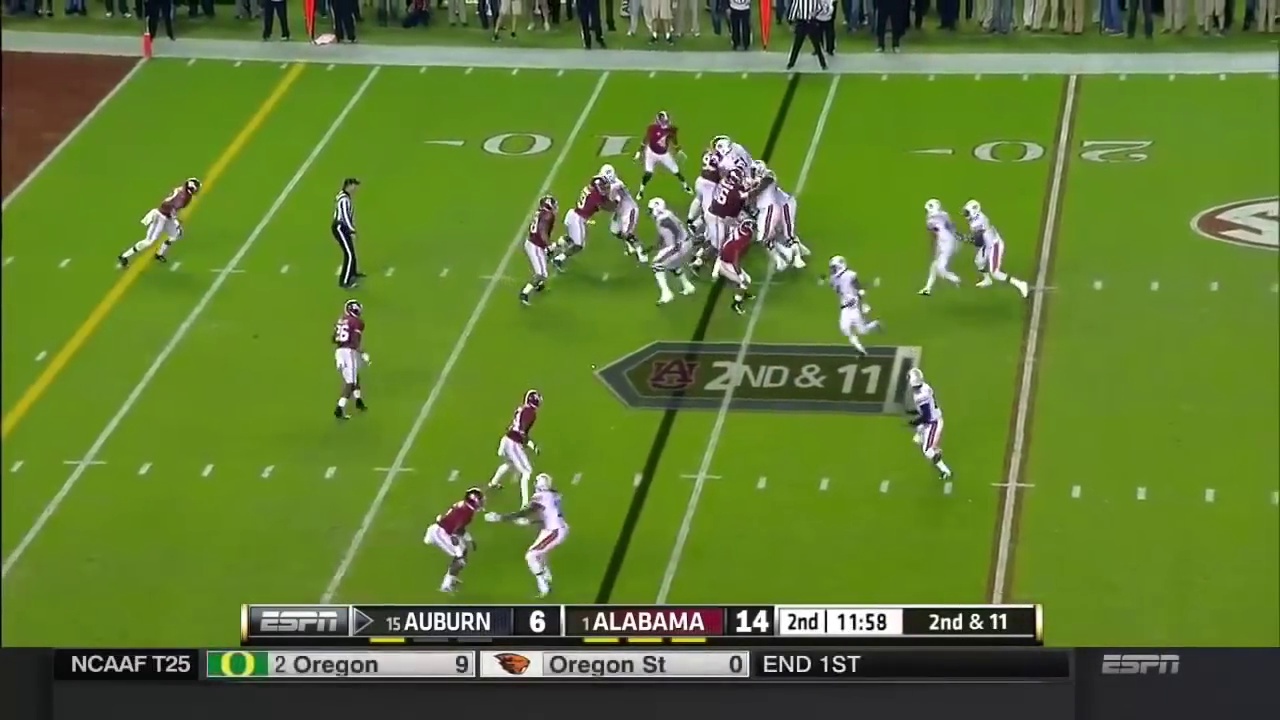 10
20
2ND & 11
ESPN 15 AUBURN 6 1 ALABAMA 14 2nd 11:58 2nd & 11
NCAAF T25 2 Oregon 9 Oregon St 0 END 1ST ESPN